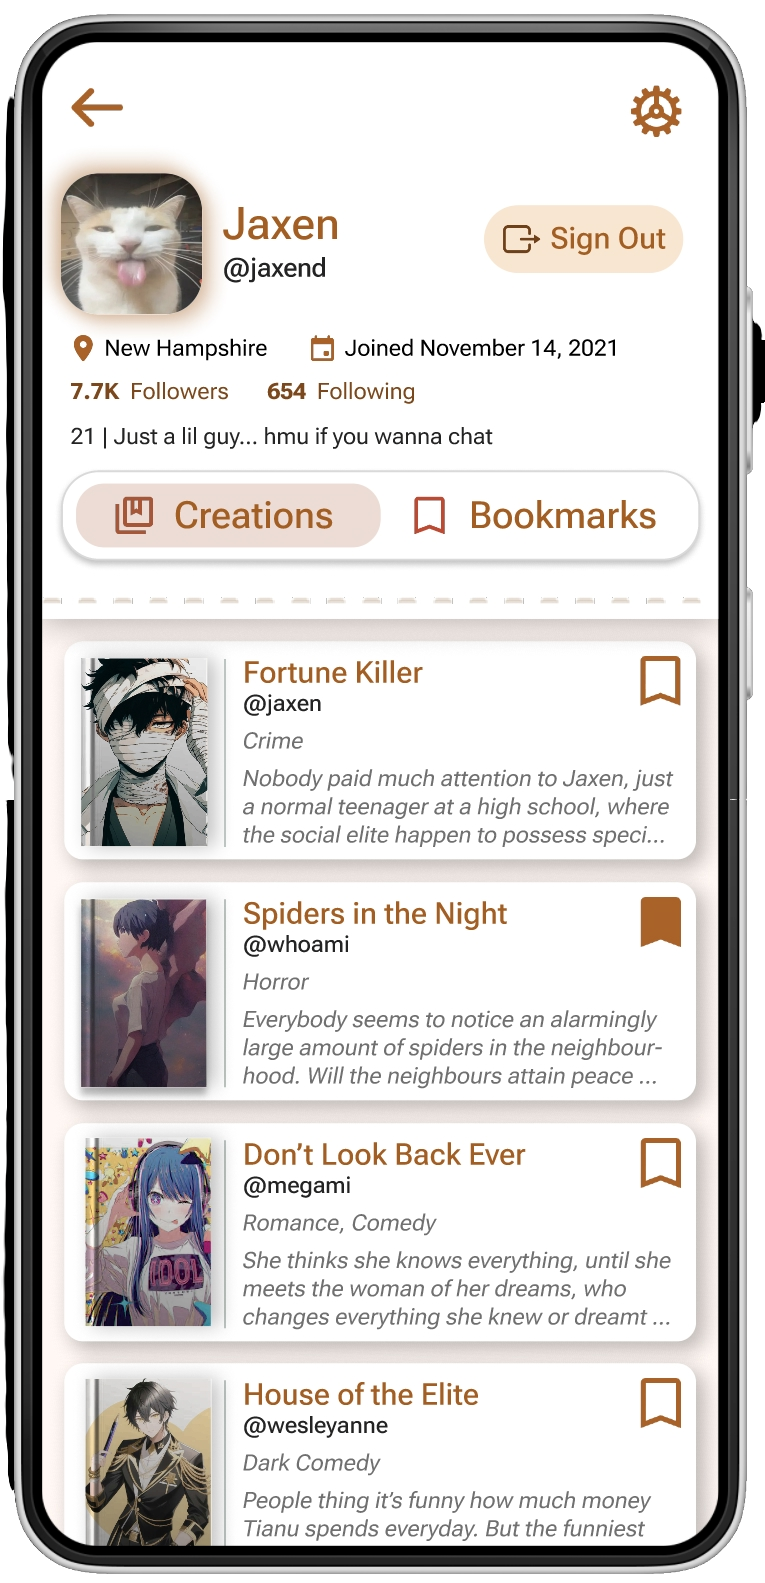 Jaxen
@jaxend
Sign Out
New Hampshire
Joined November 14, 2021
7.7K Followers
654 Following
21 | Just a lil guy... hmu if you wanna chat
Creations
Bookmarks
Fortune Killer
@jaxen
Crime
Nobody paid much attention to Jaxen, just
a normal teenager at a high school, where
the social elite happen to possess speci...
Spiders in the Night
@whoami
Horror
Everybody seems to notice an alarmingly
large amount of spiders in the neighbour-
hood. Will the neighbours attain peace ...
IDOL
Don’t Look Back Ever
@megami
Romance, Comedy
She thinks she knows everything, until she
meets the woman of her dreams, who
changes everything she knew or dreamt ...
House of the Elite
@wesleyanne
Dark Comedy
People thing it’s funny how much money
Tianu spends everyday. But the funniest